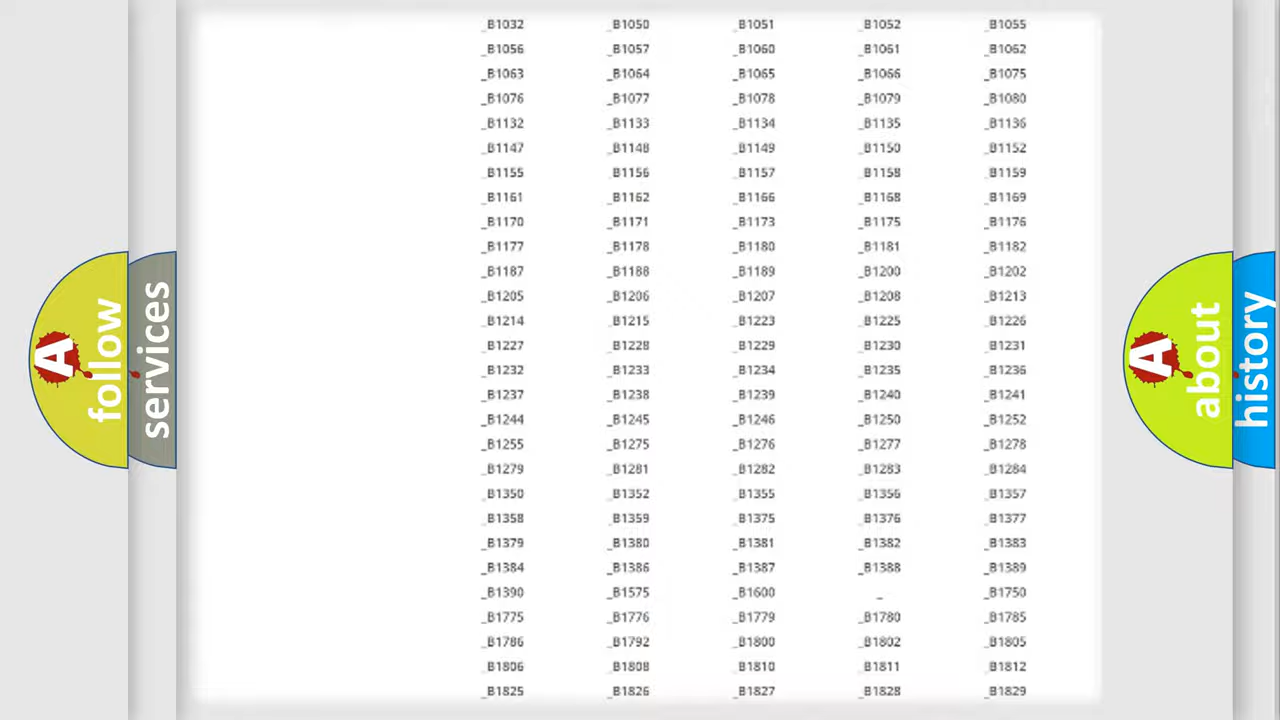 _B1032 _B1050 _B1051 _B1052 _B1055
_B1056 _B1057 _B1060 _B1061 _B1062
_B1063 _B1064 _B1065 _B1066 _B1075
_B1076 _B1077 _B1078 _B1079 _B1080
_B1132 _B1133 _B1134 _B1135 _B1136
_B1147 _B1148 _B1149 _B1150 _B1152
_B1155 _B1156 _B1157 _B1158 _B1159
_B1161 _B1162 _B1166 _B1168 _B1169
_B1170 _B1171 _B1173 _B1175 _B1176
_B1177 _B1178 _B1180 _B1181 _B1182
_B1187 _B1188 _B1189 _B1200 _B1202
_B1205 _B1206 _B1207 _B1208 _B1213
_B1214 _B1215 _B1223 _B1225 _B1226
_B1227 _B1228 _B1229 _B1230 _B1231
_B1232 _B1233 _B1234 _B1235 _B1236
_B1237 _B1238 _B1239 _B1240 _B1241
_B1244 _B1245 _B1246 _B1250 _B1252
_B1255 _B1275 _B1276 _B1277 _B1278
_B1279 _B1281 _B1282 _B1283 _B1284
_B1350 _B1352 _B1355 _B1356 _B1357
_B1358 _B1359 _B1375 _B1376 _B1377
_B1379 _B1380 _B1381 _B1382 _B1383
_B1384 _B1386 _B1387 _B1388 _B1389
_B1390 _B1575 _B1600 _ _B1750
_B1775 _B1776 _B1779 _B1780 _B1785
_B1786 _B1792 _B1800 _B1802 _B1805
_B1806 _B1808 _B1810 _B1811 _B1812
_B1825 _B1826 _B1827 _B1828 _B1829
A
follow
services
A
about
history